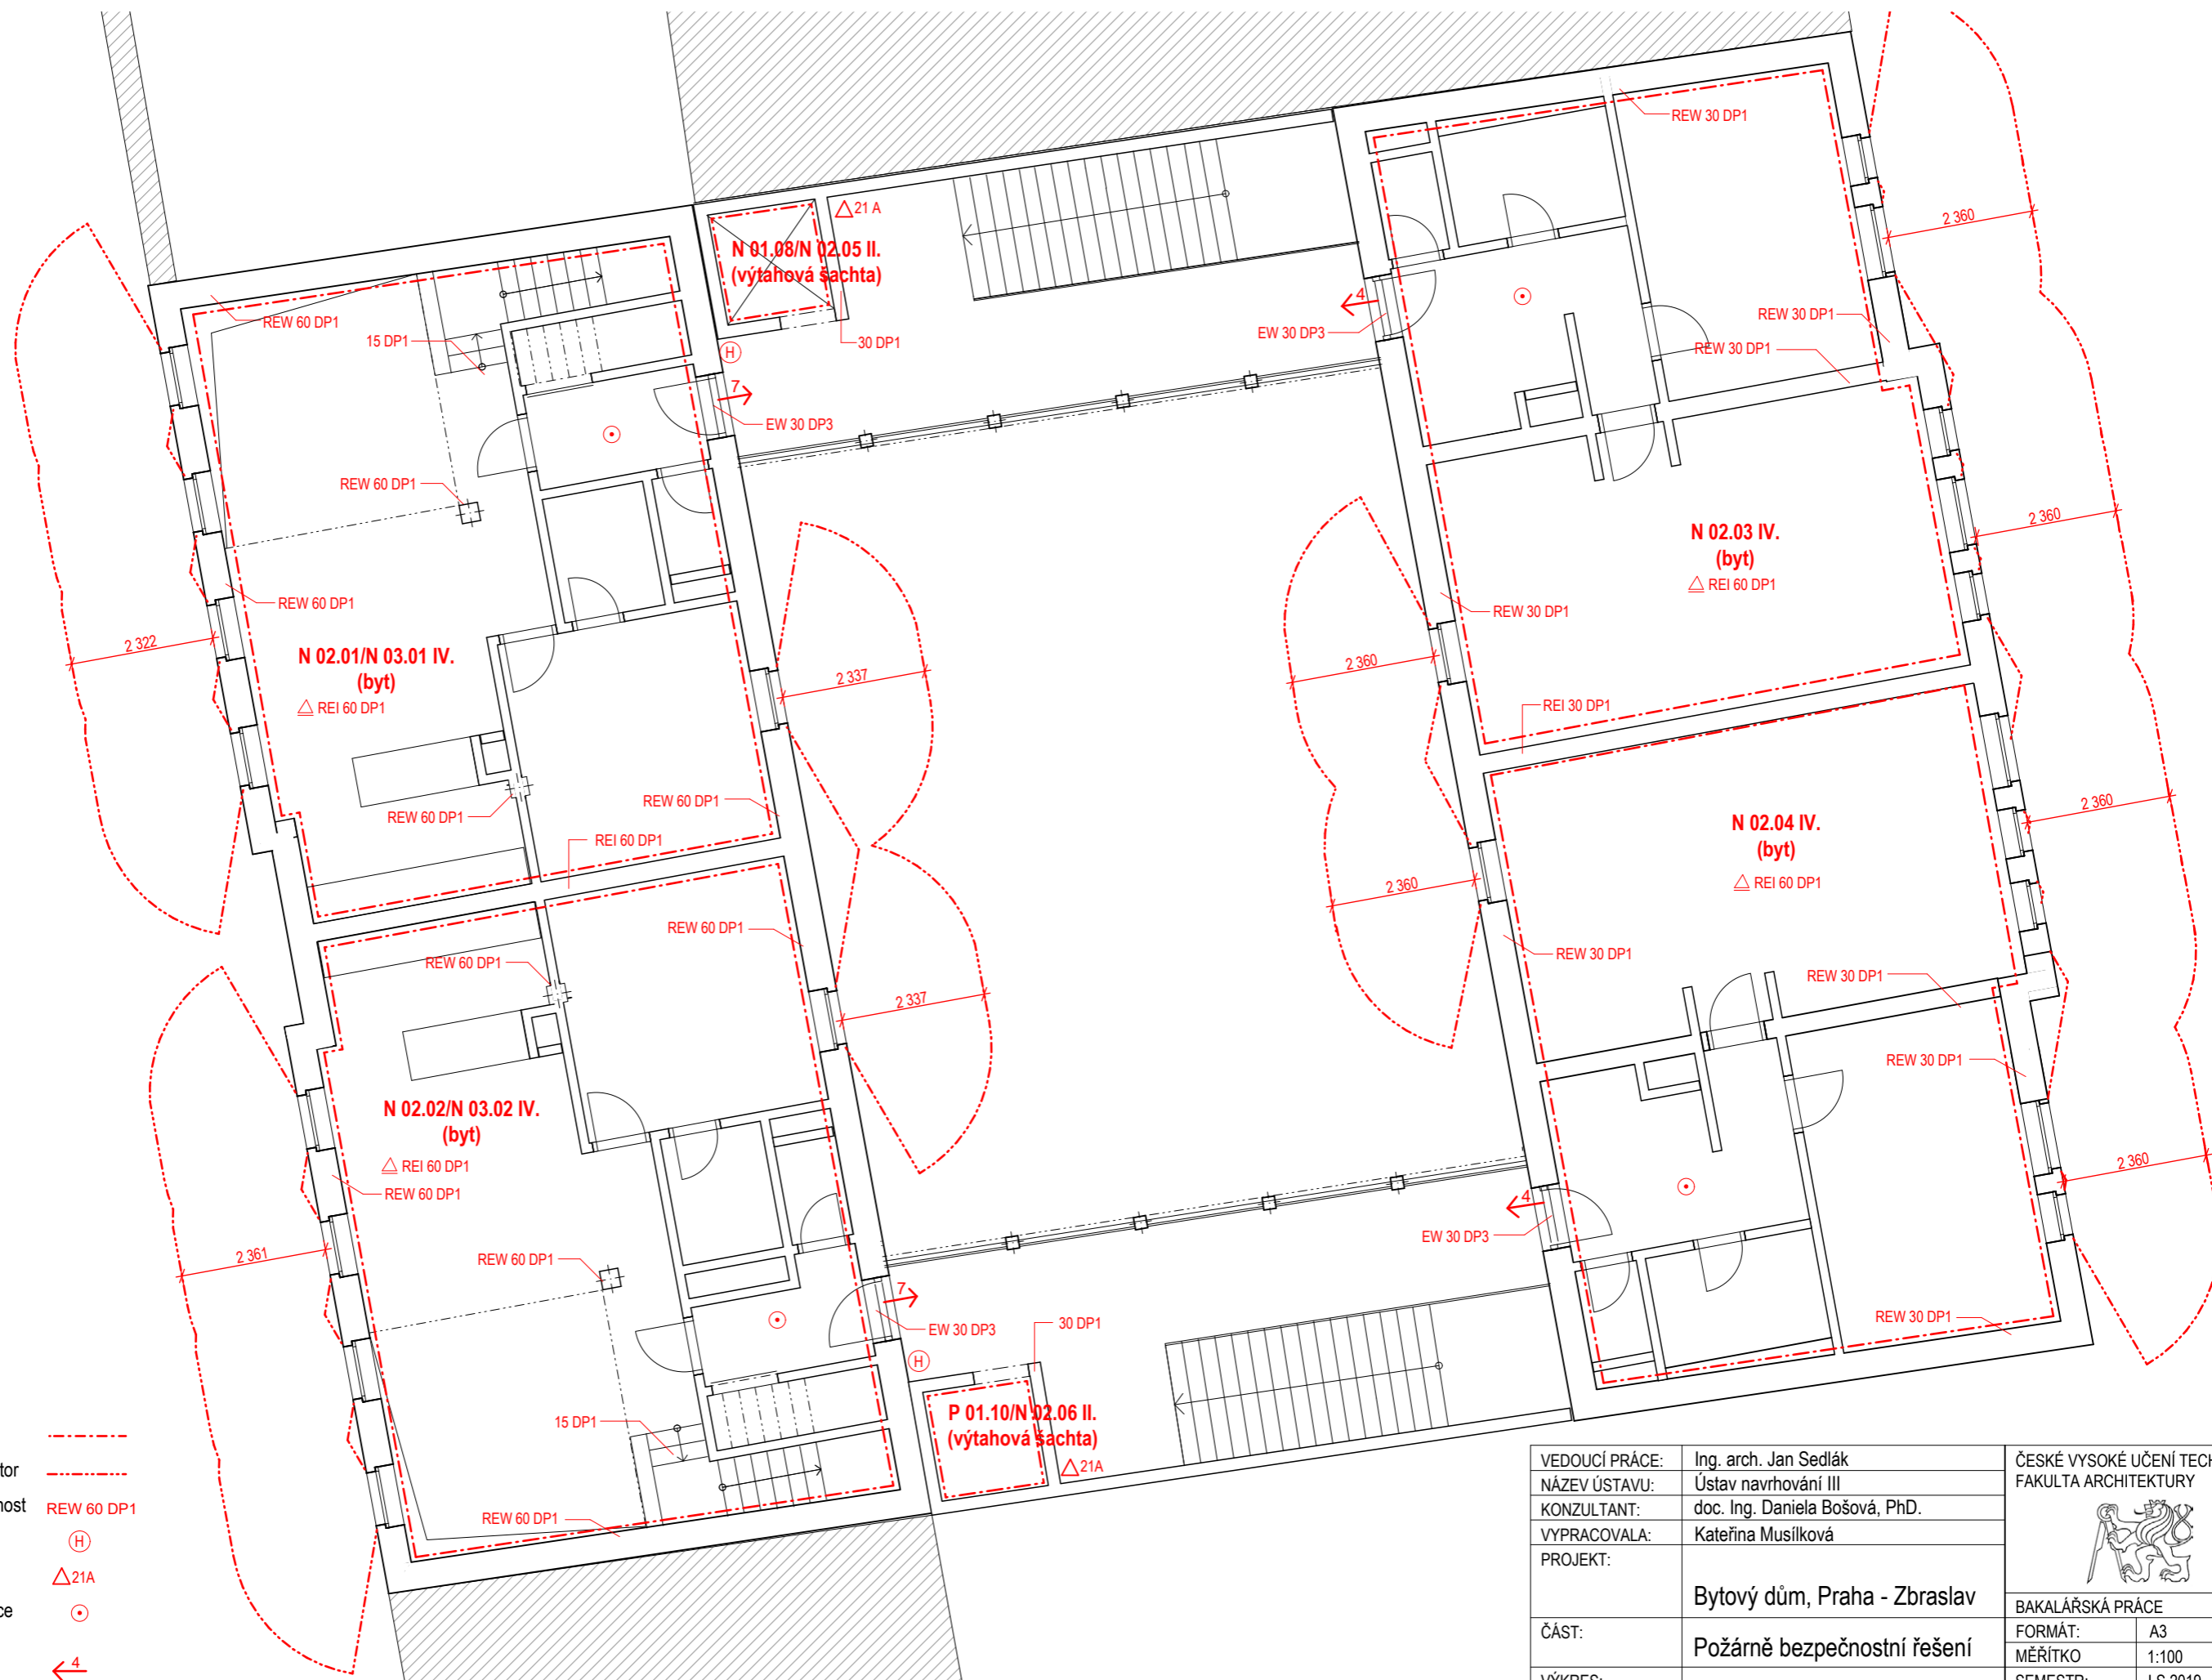 REW 30 DP1
2 360
21 A
N 01.08/N 02.05 II.
(výtahová šachta)
4
REW 60 DP1
15 DP1
30 DP1
EW 30 DP3
REW 30 DP1
REW 30 DP1
H
7
EW 30 DP3
REW 60 DP1
2 360
N 02.03 IV.
(byt)
REI 60 DP1
REW 60 DP1
REW 30 DP1
2 322
N 02.01/N 03.01 IV.
(byt)
REI 60 DP1
2 337
2 360
REI 30 DP1
REW 60 DP1
REW 60 DP1
REI 60 DP1
2 360
N 02.04 IV.
(byt)
REI 60 DP1
2 360
REW 60 DP1
REW 60 DP1
REW 30 DP1
REW 30 DP1
2 337
REW 30 DP1
N 02.02/N 03.02 IV.
(byt)
REI 60 DP1
REW 60 DP1
2 360
4
EW 30 DP3
2 361
REW 60 DP1
7
EW 30 DP3
30 DP1
REW 30 DP1
H
15 DP1
P 01.10/N 02.06 II.
(výtahová šachta)
21A
REW 60 DP1
tor
nost REW 60 DP1
H
21A
ce
4
VEDOUCÍ PRÁCE: Ing. arch. Jan Sedlák
NÁZEV ÚSTAVU: Ústav navrhování III
KONZULTANT: doc. Ing. Daniela Bošová, PhD.
VYPRACOVALA: Kateřina Musílková
PROJEKT:
Bytový dům, Praha - Zbraslav
ČÁST:
Požárně bezpečnostní řešení
VÝKRES:
ČESKÉ VYSOKÉ UČENÍ TECH
FAKULTA ARCHITEKTURY
BAKALÁŘSKÁ PRÁCE
FORMÁT: A3
MĚŘÍTKO 1:100
SEMESTR: LS 2019